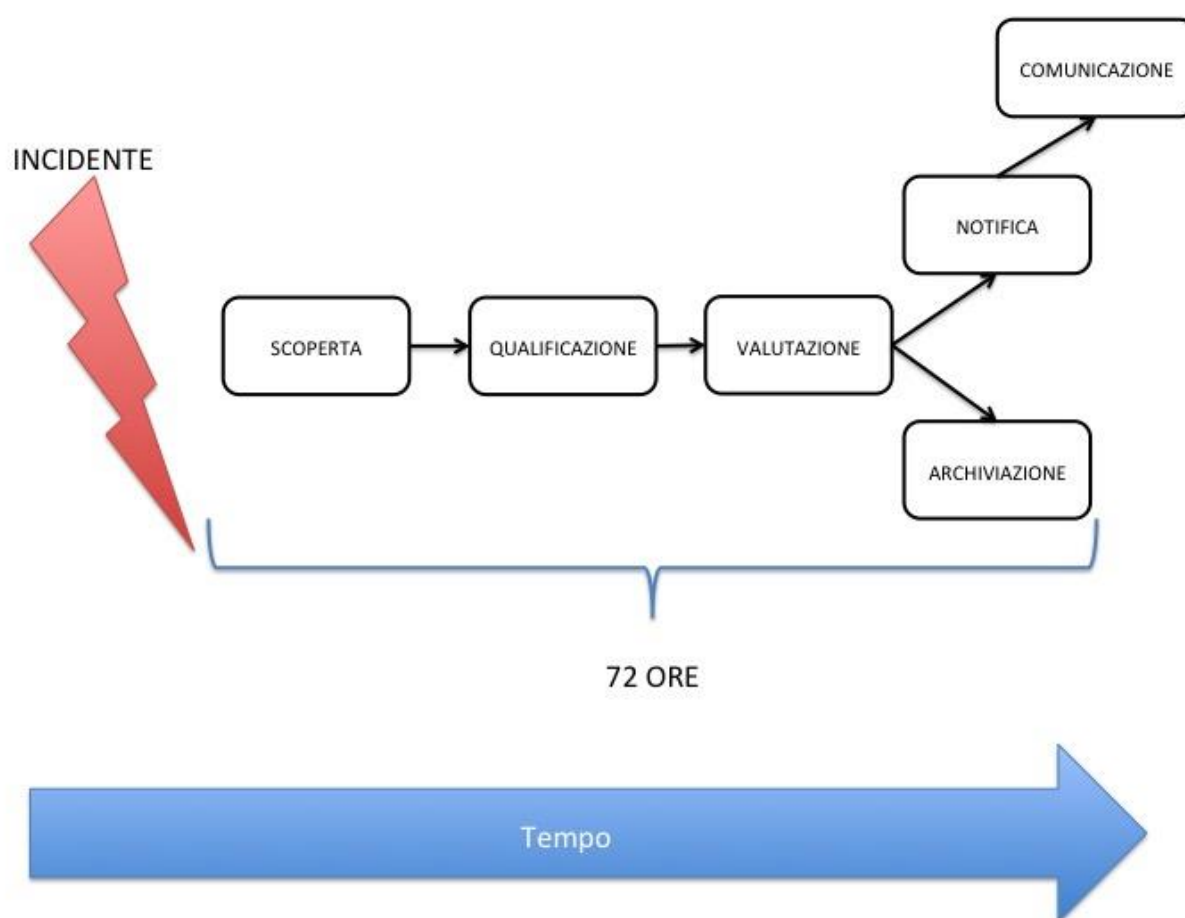 COMUNICAZIONE
INCIDENTE
NOTIFICA
SCOPERTA
QUALIFICAZIONE
VALUTAZIONE
ARCHIVIAZIONE
72 ORE
Tempo